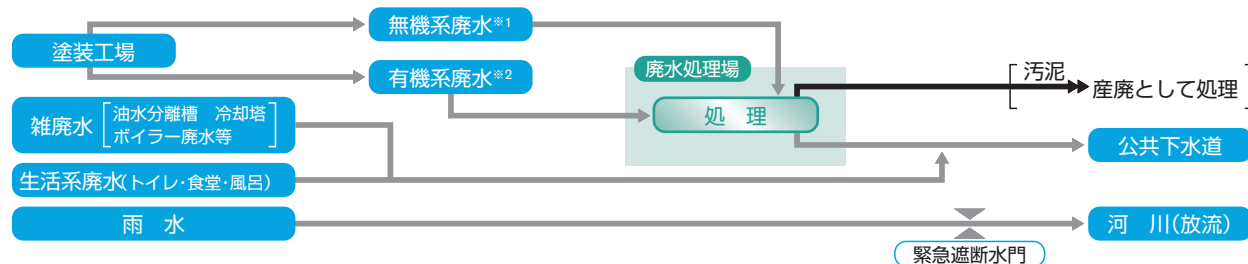 塗装工場
無機系廃水※1
有機系廃水※2
廃水処理場
処 理
汚泥
産廃として処理
雑廃水
油水分離槽 冷却塔
ボイラー廃水等
公共下水道
生活系廃水(トイレ・食堂・風呂)
雨 水
河 川(放流)
緊急遮断水門